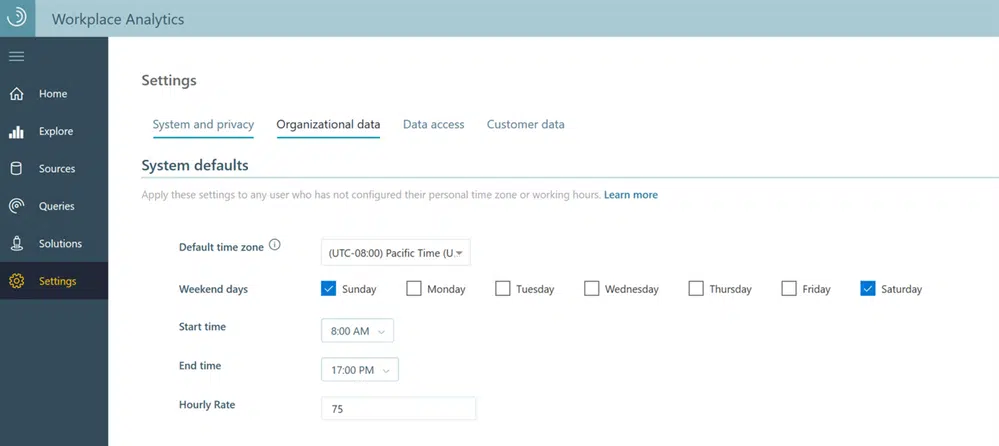 Workplace Analytics
Home
Explore
Sources
Queries
Solutions
Settings
Settings
System and privacy Organizational data Data access Customer data
System defaults
Apply these settings to any user who has not configured their personal time zone or working hours. Learn more
Default time zone (UTC-08:00) Pacific Time (U.
Weekend days Sunday Monday Tuesday Wednesday Thursday Friday Saturday
Start time 8:00 AM
End time 17:00 PM
Hourly Rate 75